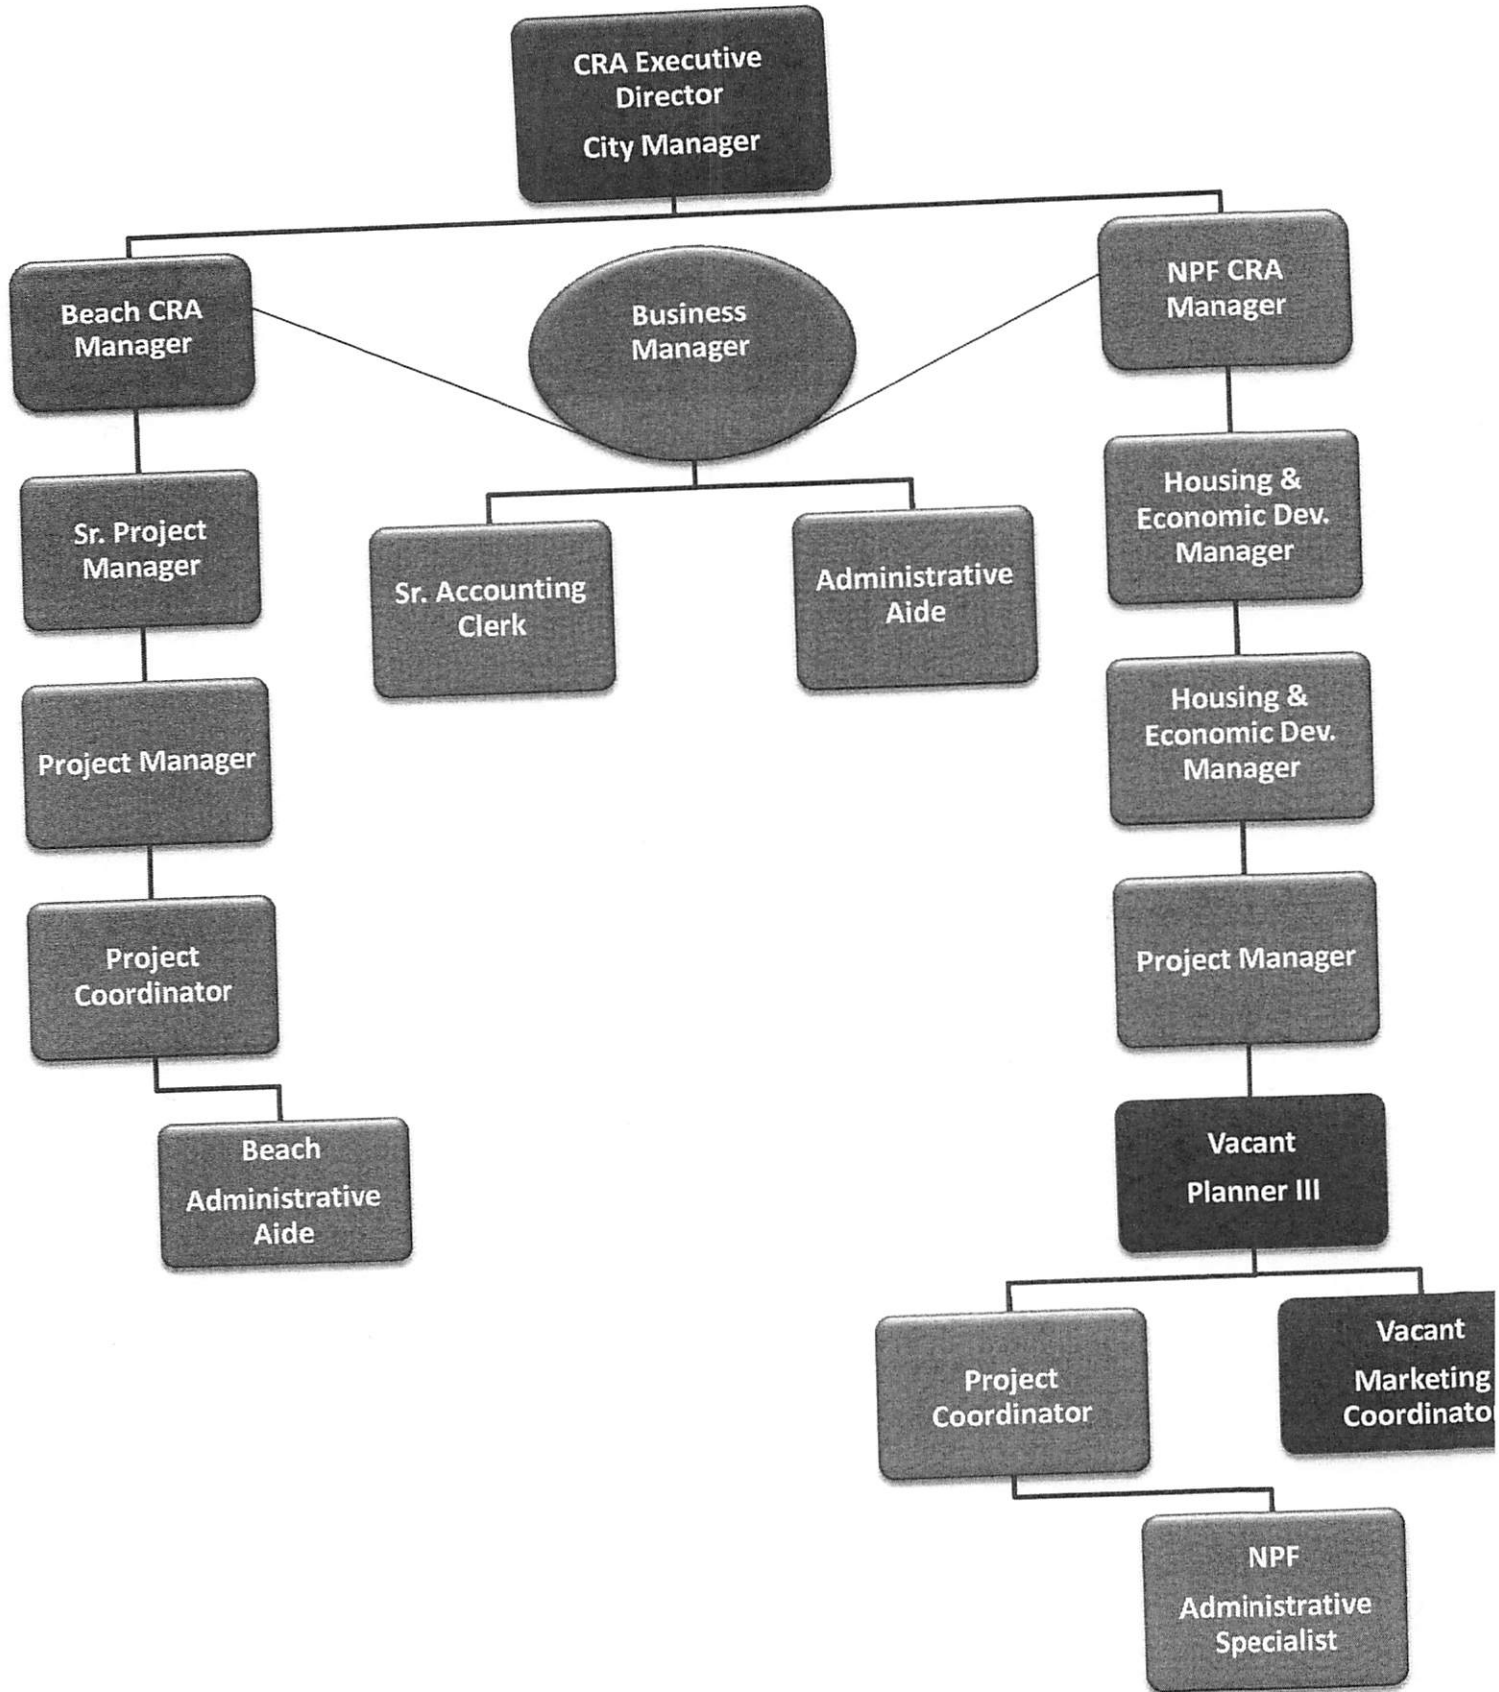 CRA Executive
Director
City Manager
Beach CRA
Manager
Business
Manager
NPF CRA
Manager
Sr. Project
Manager
Sr. Accounting
Clerk
Administrative
Aide
Housing &
Economic Dev.
Manager
Project Manager
Housing &
Economic Dev.
Manager
Project
Coordinator
Project Manager
Beach
Administrative
Aide
Vacant
Planner III
Project
Coordinator
Vacant
Marketing
Coordinator
NPF
Administrative
Specialist